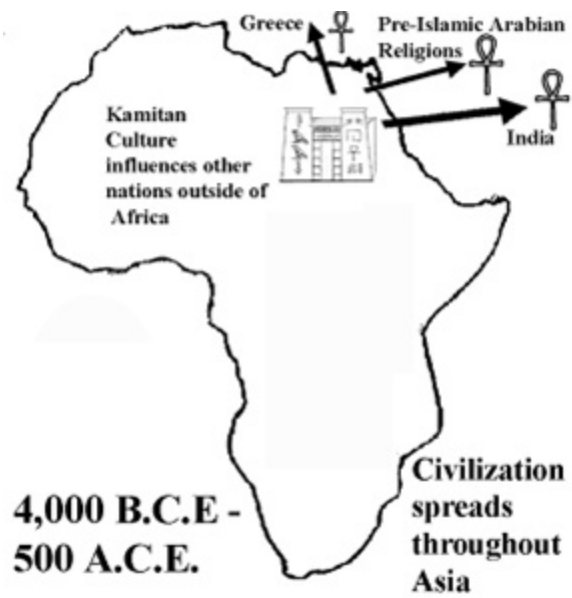 Greece
Pre-Islamic Arabian
Religions
Kamitan
Culture
influences other
nations outside of
Africa
India
Civilization
spreads
throughout
Asia
4,000 B.C.E -
500 A.C.E.